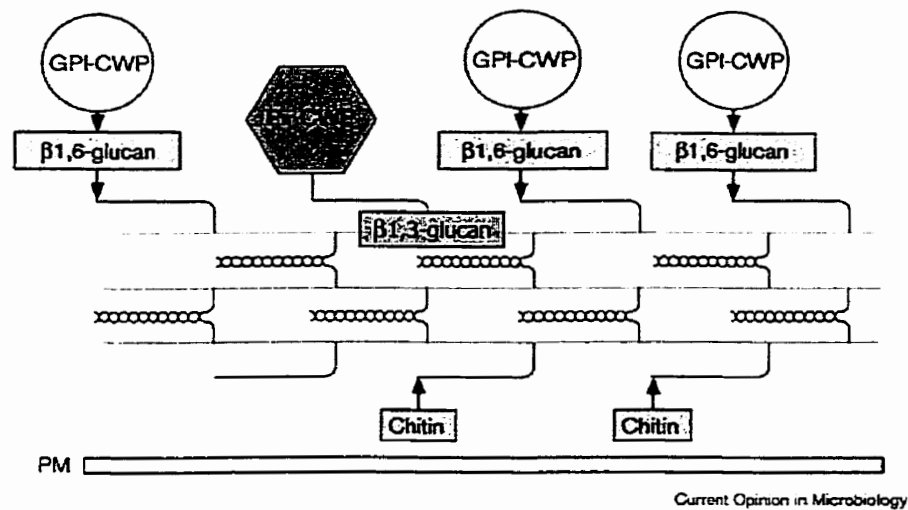 GPI-CWP
GPI-CWP
GPI-CWP
β1,6-glucan
β1,6-glucan
β1,6-glucan
β1,3-glucan
Chitin
Chitin
PM
Current Opinion in Microbiology